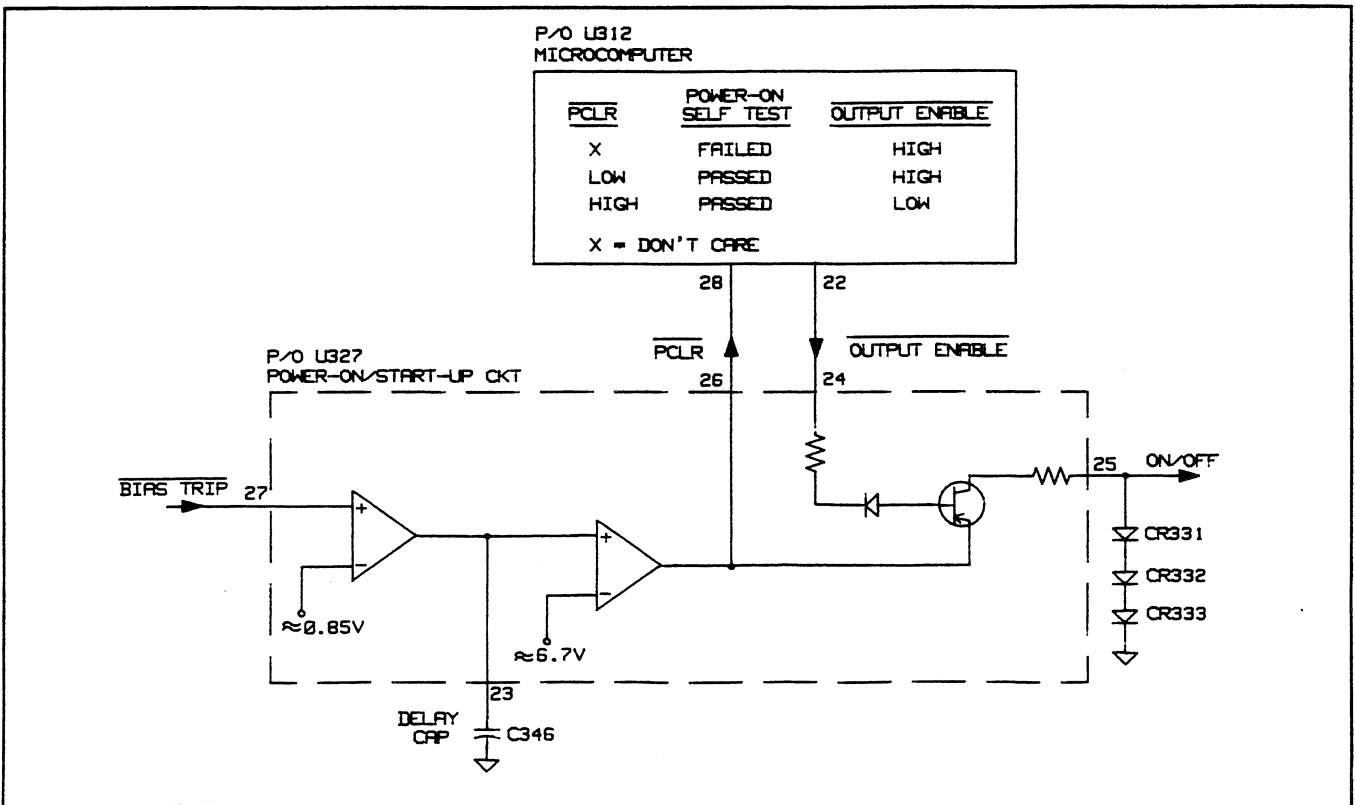 P/O U312
MICROCOMPUTER
PCLR POWER-ON SELF TEST OUTPUT ENABLE
X FAILED HIGH
LOW PASSED HIGH
HIGH PASSED LOW
X = DON'T CARE
28 22
PCLR OUTPUT ENABLE
P/O U327
POWER-ON/START-UP CKT
26 24
BIAS TRIP 27
+
-
≈0.85V
+
-
≈6.7V
25 ON/OFF
CR331
CR332
CR333
23
DELAY
CAP C346